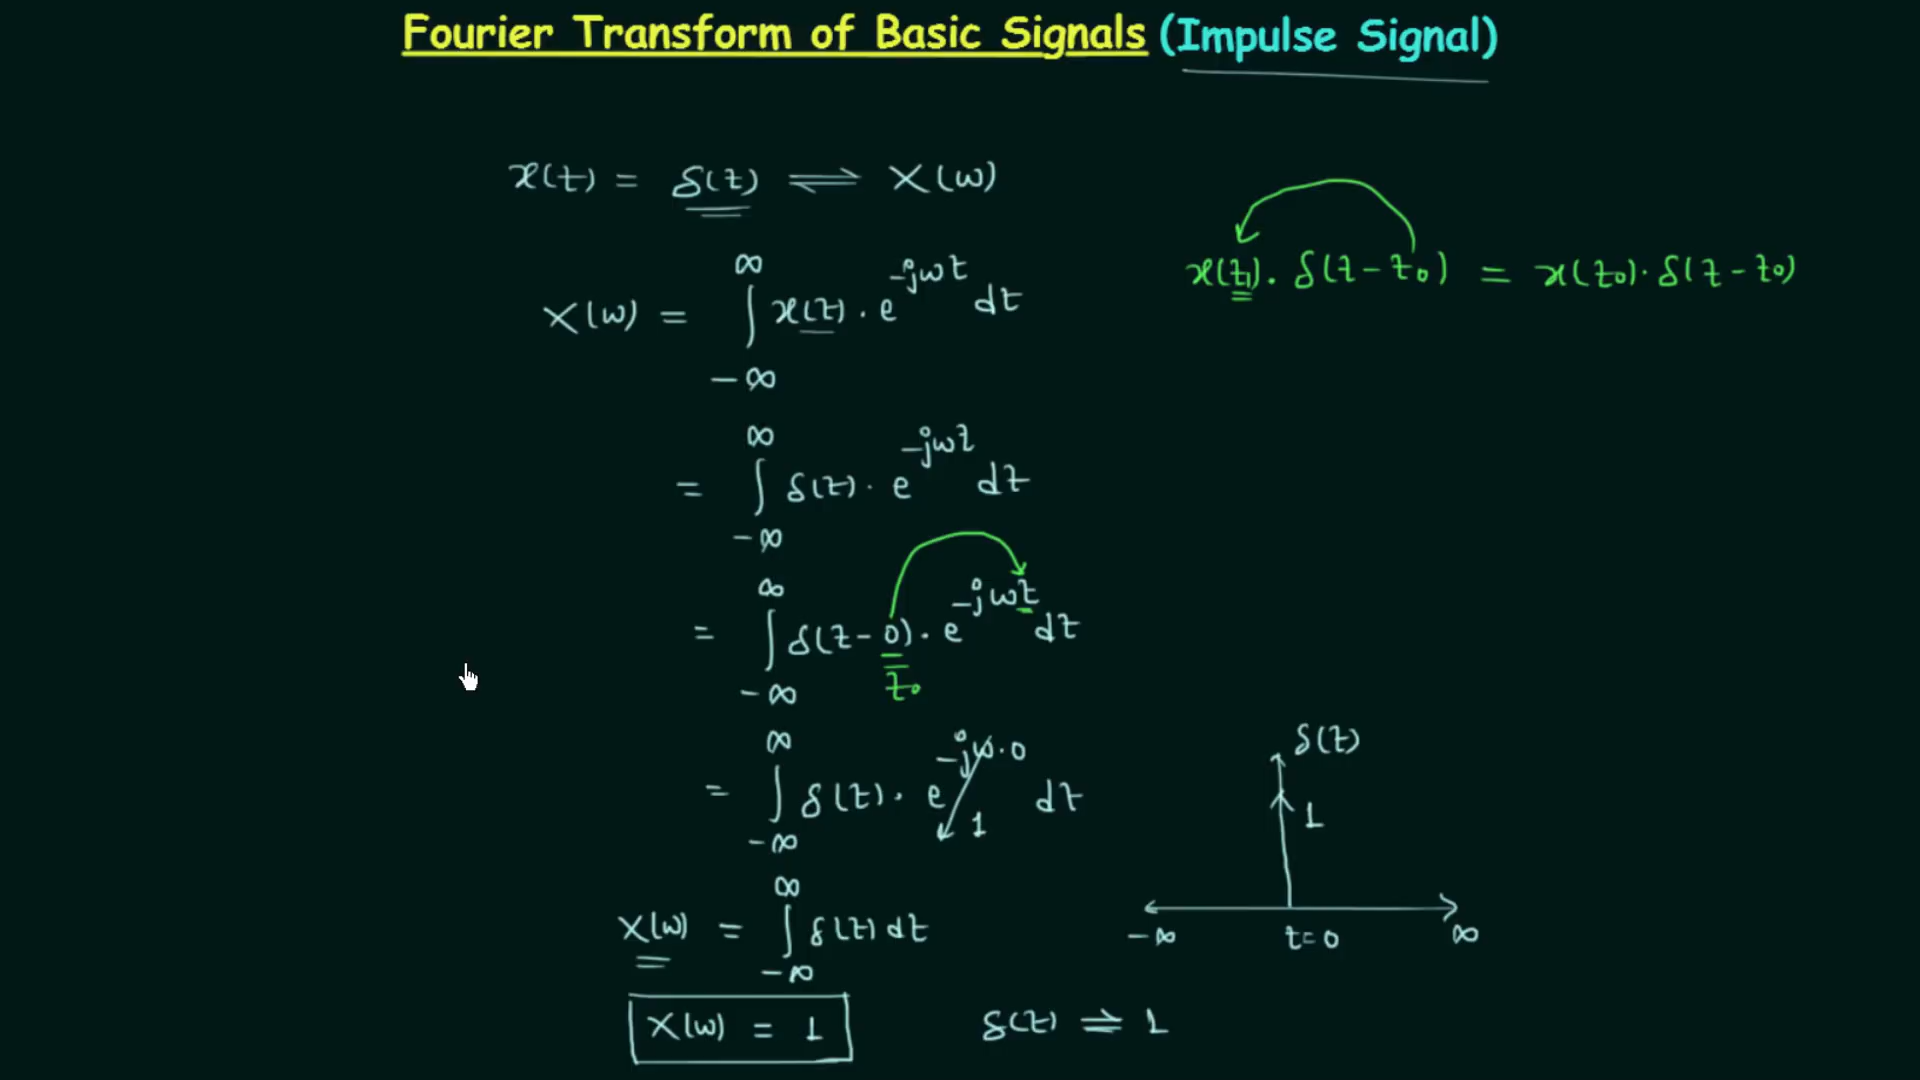 Fourier Transform of Basic Signals (Impulse Signal)
x(t) = δ(t) ⇌ X(ω)
x(t). δ(t-t₀) = x(t₀). δ(t-t₀)
X(ω) = ∫_{-∞}^{∞} x(t) . e^{-jωt} dt
= ∫_{-∞}^{∞} δ(t) . e^{-jωt} dt
= ∫_{-∞}^{∞} δ(t-0) . e^{-jωt} dt
t₀
= ∫_{-∞}^{∞} δ(t) . e^{-jω.0} dt
1
δ(t)
1
-∞ t=0 ∞
X(ω) = ∫_{-∞}^{∞} δ(t) dt
X(ω) = 1
δ(t) ⇌ 1